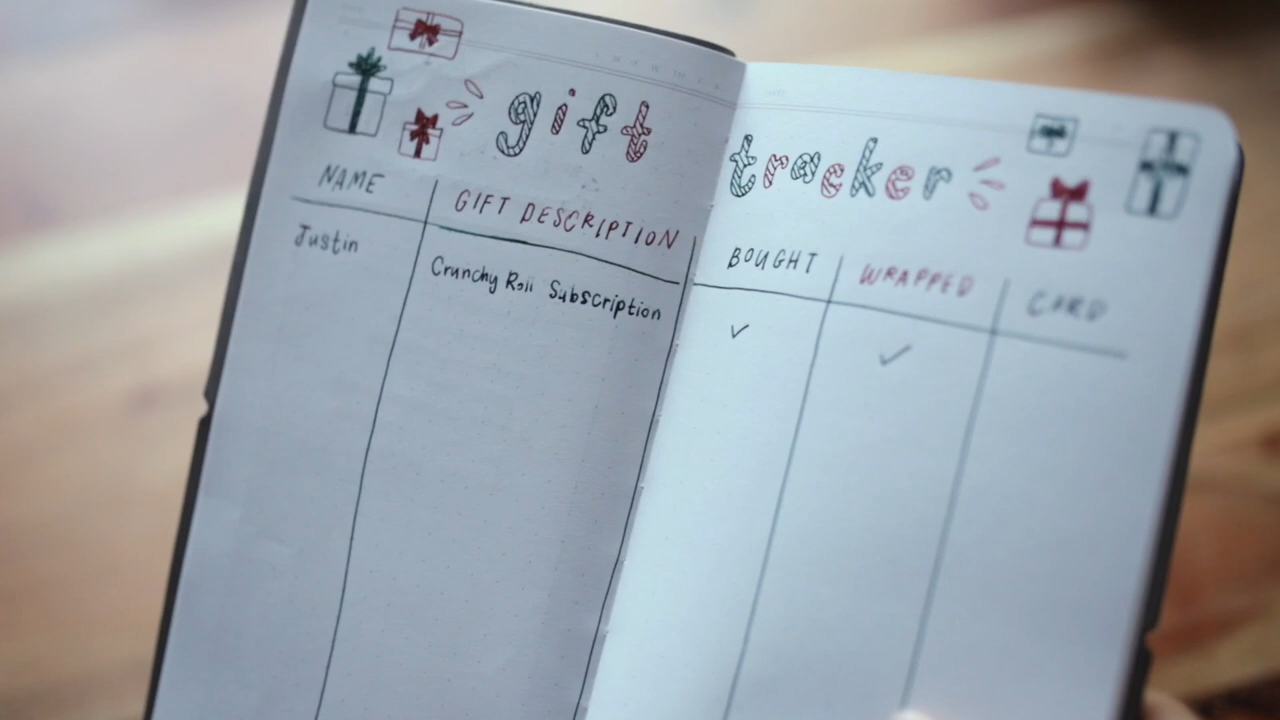 gift tracker
NAME GIFT DESCRIPTION BOUGHT WRAPPED CARD
Justin Crunchy Roll Subscription ✓ ✓